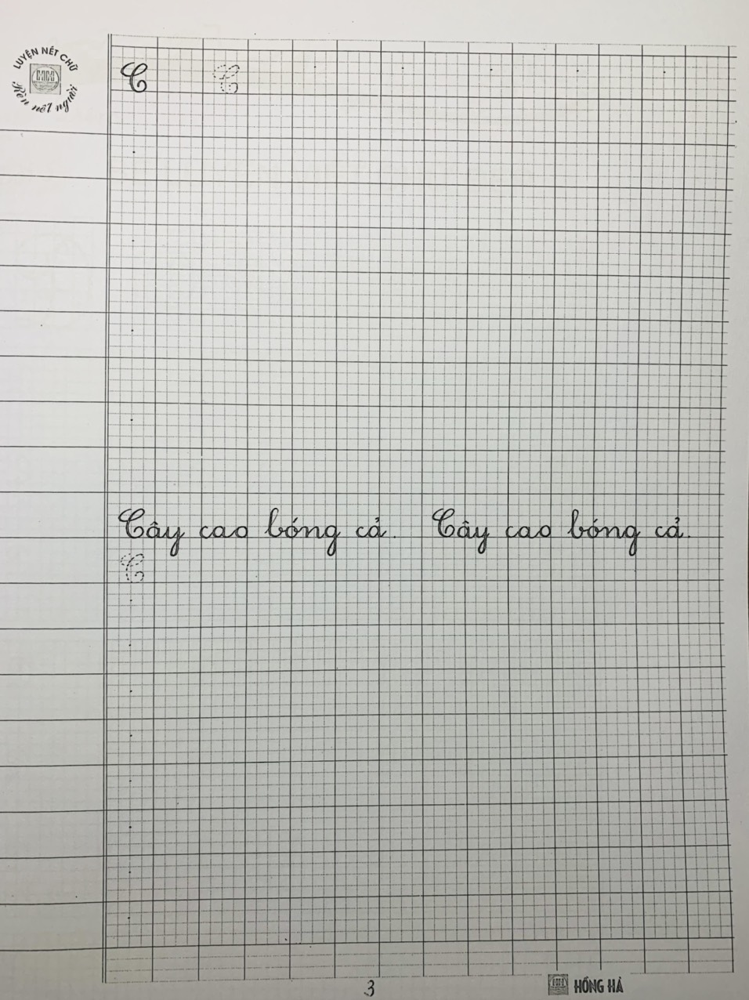 LUYỆN NÉT CHỮ
Rèn nết người
C C
Cây cao bóng cả. Cây cao bóng cả.
C
3
HỒNG HÀ